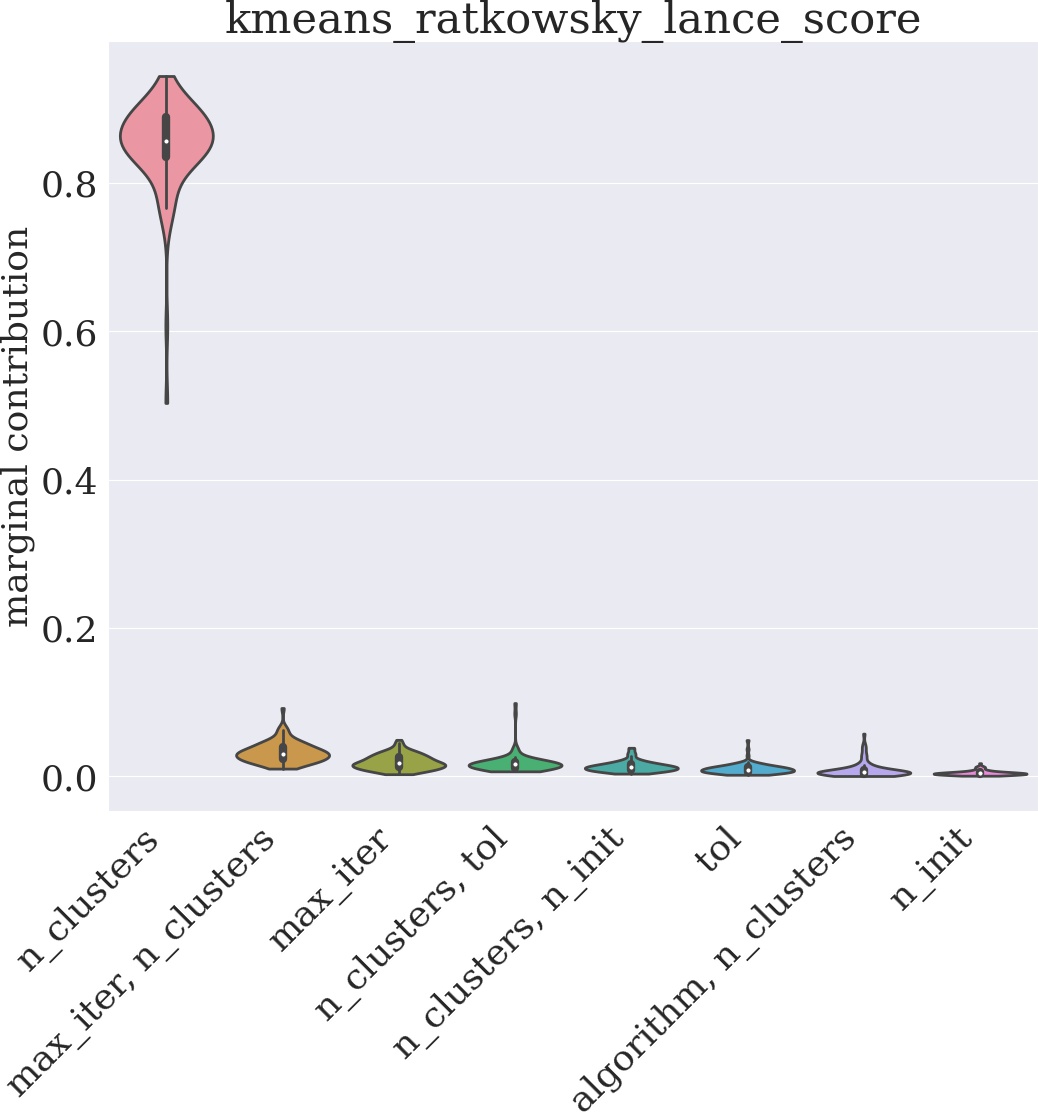 kmeans_ratkowsky_lance_score
marginal contribution
0.8
0.6
0.4
0.2
0.0
n_clusters
max_iter, n_clusters
max_iter
n_clusters, tol
n_clusters, n_init
tol
algorithm, n_clusters
n_init